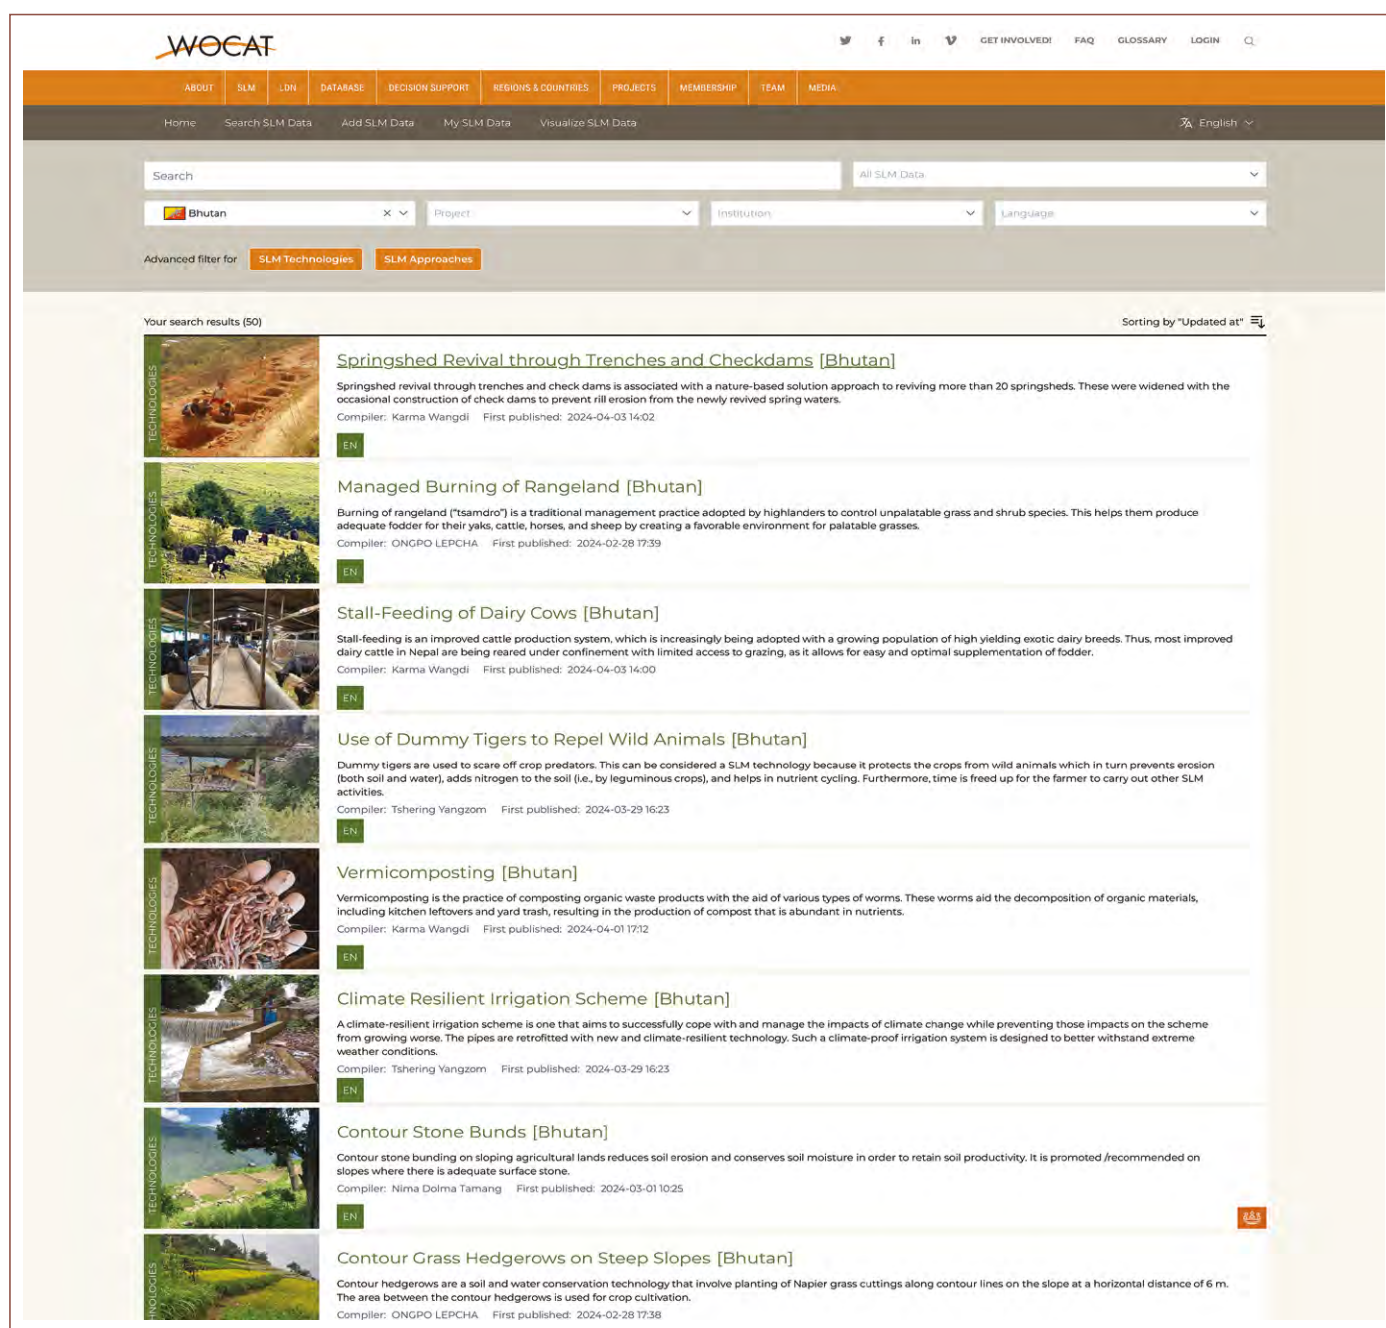 WOCAT
GET INVOLVED! FAQ GLOSSARY LOGIN
ABOUT SLM LDN DATABASE DECISION SUPPORT REGIONS & COUNTRIES PROJECTS MEMBERSHIP TEAM MEDIA
Home Search SLM Data Add SLM Data My SLM Data Visualize SLM Data English
Search All SLM Data
Bhutan Project Institution Language
Advanced filter for SLM Technologies SLM Approaches
Your search results (50) Sorting by "Updated at"
TECHNOLOGIES
Springshed Revival through Trenches and Checkdams [Bhutan]
Springshed revival through trenches and check dams is associated with a nature-based solution approach to reviving more than 20 springsheds. These were widened with the
occasional construction of check dams to prevent rill erosion from the newly revived spring waters.
Compiler: Karma Wangdi First published: 2024-04-03 14:02
EN
TECHNOLOGIES
Managed Burning of Rangeland [Bhutan]
Burning of rangeland ("tsamdro") is a traditional management practice adopted by highlanders to control unpalatable grass and shrub species. This helps them produce
adequate fodder for their yaks, cattle, horses, and sheep by creating a favorable environment for palatable grasses.
Compiler: ONGPO LEPCHA First published: 2024-02-28 17:39
EN
TECHNOLOGIES
Stall-Feeding of Dairy Cows [Bhutan]
Stall-feeding is an improved cattle production system, which is increasingly being adopted with a growing population of high yielding exotic dairy breeds. Thus, most improved
dairy cattle in Nepal are being reared under confinement with limited access to grazing, as it allows for easy and optimal supplementation of fodder.
Compiler: Karma Wangdi First published: 2024-04-03 14:00
EN
TECHNOLOGIES
Use of Dummy Tigers to Repel Wild Animals [Bhutan]
Dummy tigers are used to scare off crop predators. This can be considered a SLM technology because it protects the crops from wild animals which in turn prevents erosion
(both soil and water), adds nitrogen to the soil (i.e., by leguminous crops), and helps in nutrient cycling. Furthermore, time is freed up for the farmer to carry out other SLM
activities.
Compiler: Tshering Yangzom First published: 2024-03-29 16:23
EN
TECHNOLOGIES
Vermicomposting [Bhutan]
Vermicomposting is the practice of composting organic waste products with the aid of various types of worms. These worms aid the decomposition of organic materials,
including kitchen leftovers and yard trash, resulting in the production of compost that is abundant in nutrients.
Compiler: Karma Wangdi First published: 2024-04-01 17:12
EN
TECHNOLOGIES
Climate Resilient Irrigation Scheme [Bhutan]
A climate-resilient irrigation scheme is one that aims to successfully cope with and manage the impacts of climate change while preventing those impacts on the scheme
from growing worse. The pipes are retrofitted with new and climate-resilient technology. Such a climate-proof irrigation system is designed to better withstand extreme
weather conditions.
Compiler: Tshering Yangzom First published: 2024-03-29 16:23
EN
TECHNOLOGIES
Contour Stone Bunds [Bhutan]
Contour stone bunding on sloping agricultural lands reduces soil erosion and conserves soil moisture in order to retain soil productivity. It is promoted /recommended on
slopes where there is adequate surface stone.
Compiler: Nima Dolma Tamang First published: 2024-03-01 10:25
EN
HNOLOGIES
Contour Grass Hedgerows on Steep Slopes [Bhutan]
Contour hedgerows are a soil and water conservation technology that involve planting of Napier grass cuttings along contour lines on the slope at a horizontal distance of 6 m.
The area between the contour hedgerows is used for crop cultivation.
Compiler: ONGPO LEPCHA First published: 2024-02-28 17:38